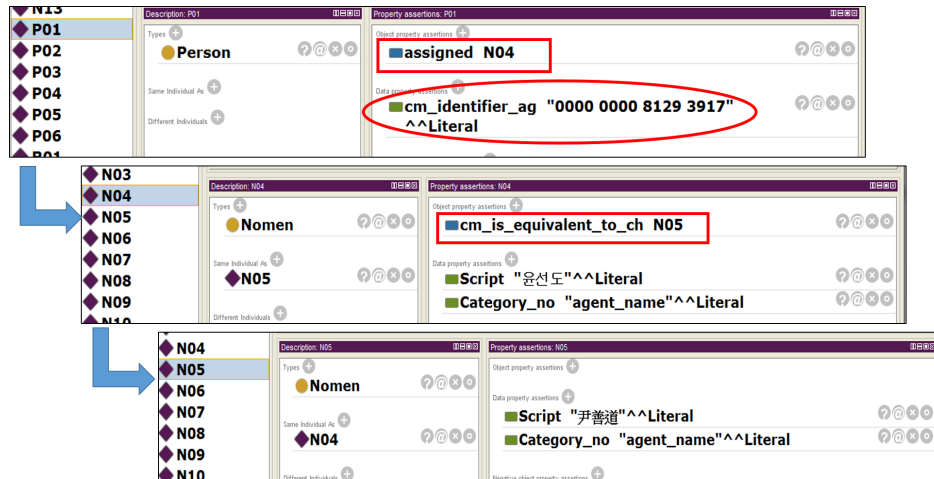 N13
P01
P02
P03
P04
P05
P06
B01
Description: P01
Types
Person
Same Individual As
Different Individuals
Property assertions: P01
Object property assertions
assigned N04
Data property assertions
cm_identifier_ag "0000 0000 8129 3917"
^^Literal
N03
N04
N05
N06
N07
N08
N09
N10
Description: N04
Types
Nomen
Same Individual As
N05
Different Individuals
Property assertions: N04
Object property assertions
cm_is_equivalent_to_ch N05
Data property assertions
Script "윤선도"^^Literal
Category_no "agent_name"^^Literal
N04
N05
N06
N07
N08
N09
N10
Description: N05
Types
Nomen
Same Individual As
N04
Different Individuals
Property assertions: N05
Object property assertions
Data property assertions
Script "尹善道"^^Literal
Category_no "agent_name"^^Literal
Negative object property assertions